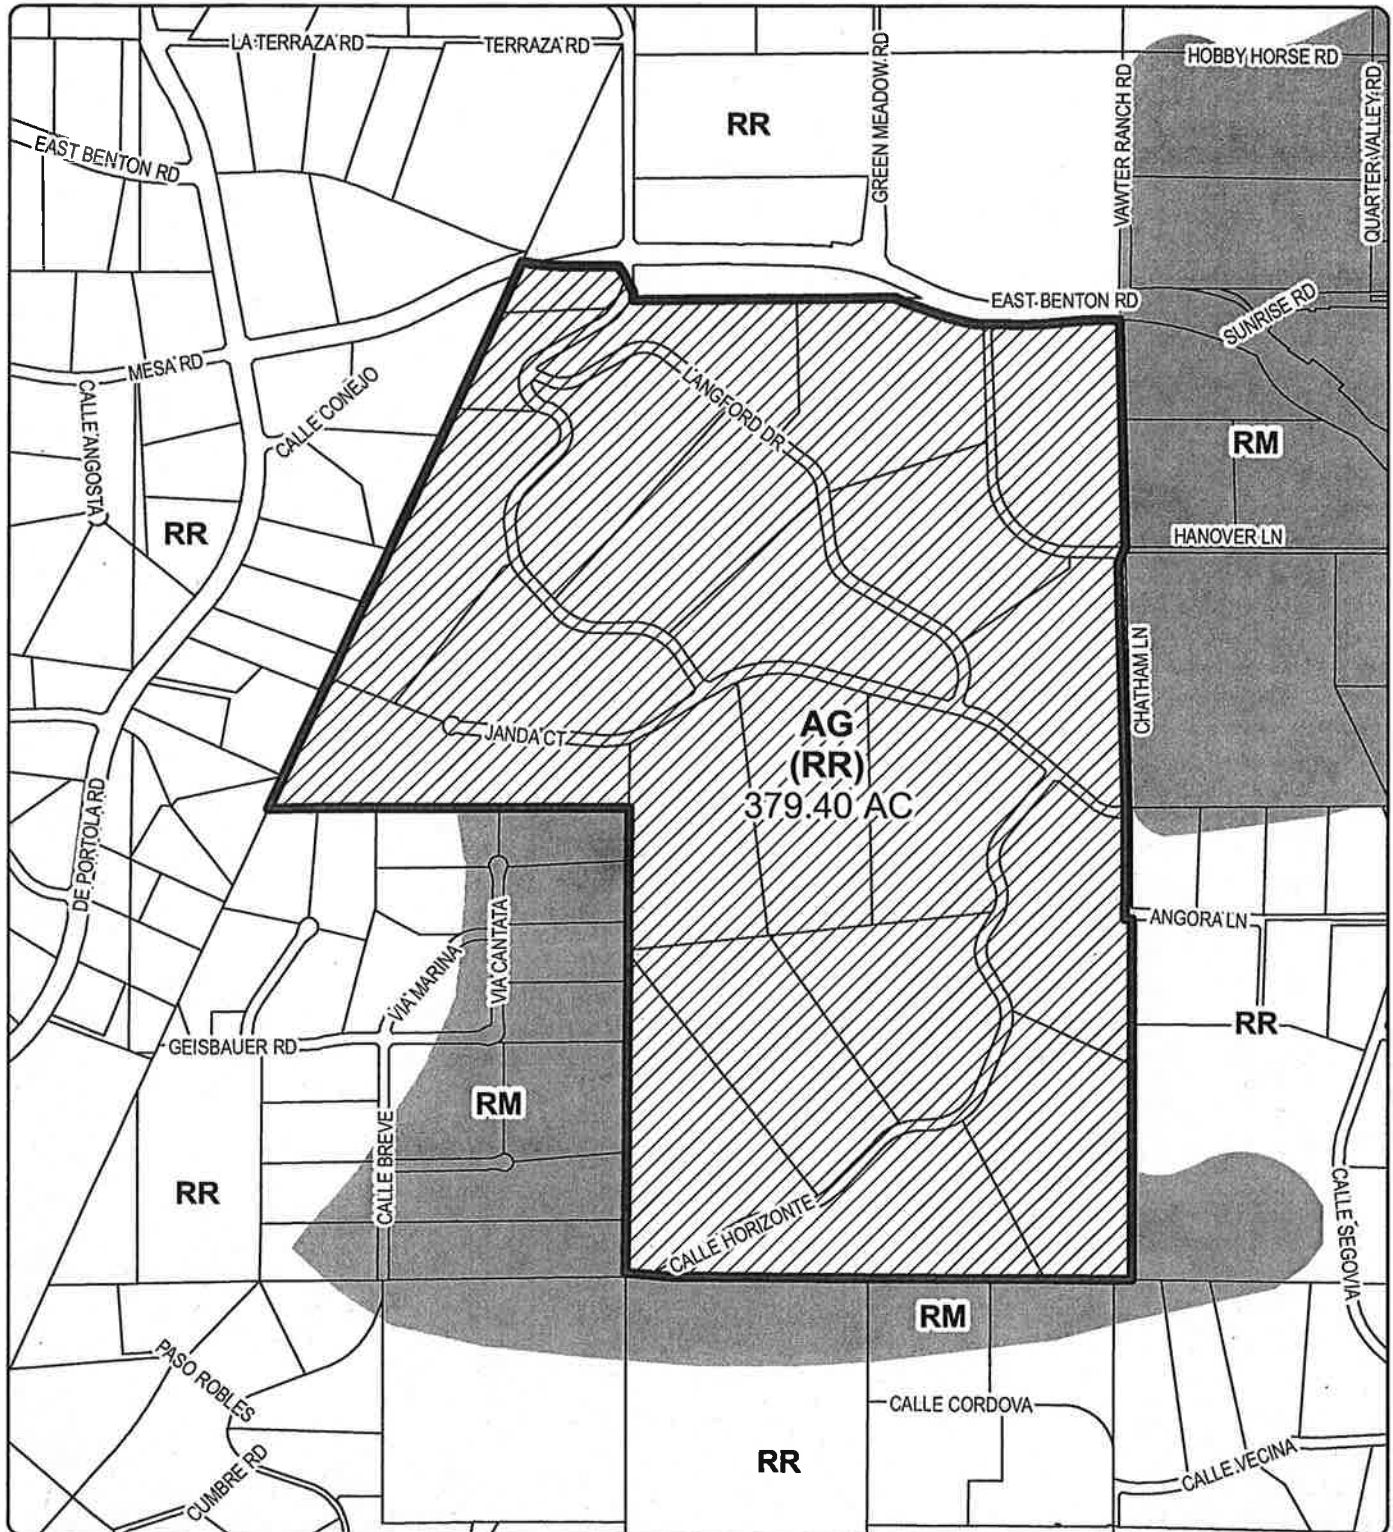 LA TERRAZA RD
TERRAZA RD
GREEN MEADOW RD
VAWTER RANCH RD
HOBBY HORSE RD
QUARTER VALLEY RD
RR
EAST BENTON RD
EAST BENTON RD
SUNRISE RD
MESA RD
CALLE ANGOSTA
CALLE CONEJO
LANGFORD DR
RM
RR
HANOVER LN
CHATHAM LN
JANDA CT
AG
(RR)
379.40 AC
DE PORTOLA RD
VIA MARINA
VIA CANTATA
ANGORA LN
GEISBAUER RD
RR
RM
CALLE BREVE
RR
CALLE HORIZONTE
CALLE SEGOVIA
RM
PASO ROBLES
CALLE CORDOVA
CUMBRE RD
RR
CALLE VECINA